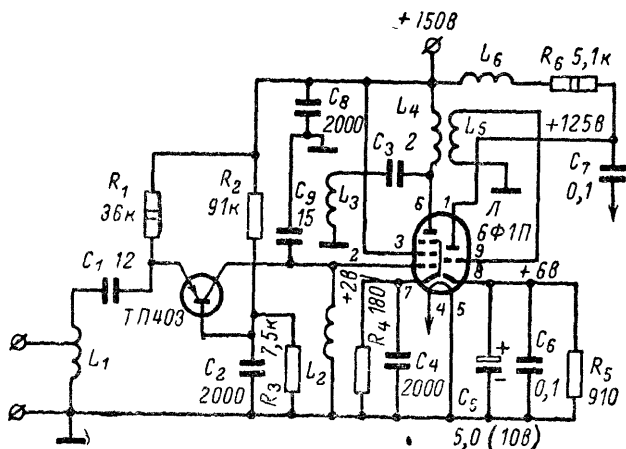 + 150В
L6
R6 5,1к
C8
2000
L4
L5
+125В
C3 2
C7
0,1
R1
36к
R2
91к
C9
15
L3
6
1
Л
6Ф1П
3
2
9
8
+6В
C1 12
ТП403
+2В
7
4
5
180
R4
7,5к
L1
C2
2000
R3
L2
C4
2000
+
-
C5
C6
0,1
R5
910
5,0 (10В)